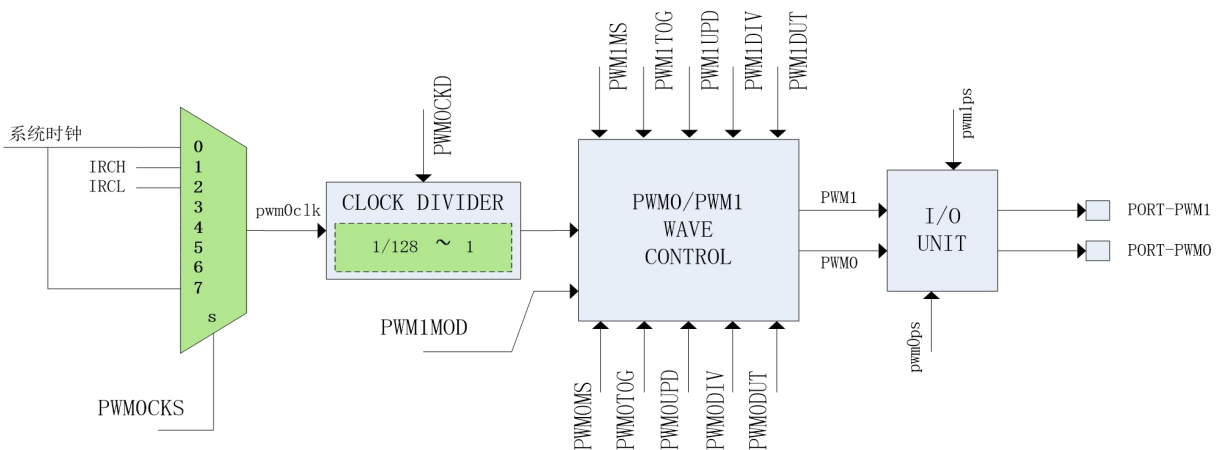 PWM1MS
PWM1TOG
PWM1UPD
PWM1DIV
PWM1DUT
PWM0CKD
pwm1ps
系统时钟
IRCH
IRCL
0
1
2
3
4
5
6
7
s
pwm0clk
CLOCK DIVIDER
1/128 ~ 1
PWM0/PWM1
WAVE
CONTROL
PWM1
PWM0
I/O
UNIT
PORT-PWM1
PORT-PWM0
PWM1MOD
PWM0CKS
PWM0MS
PWM0TOG
PWM0UPD
PWM0DIV
PWM0DUT
pwm0ps